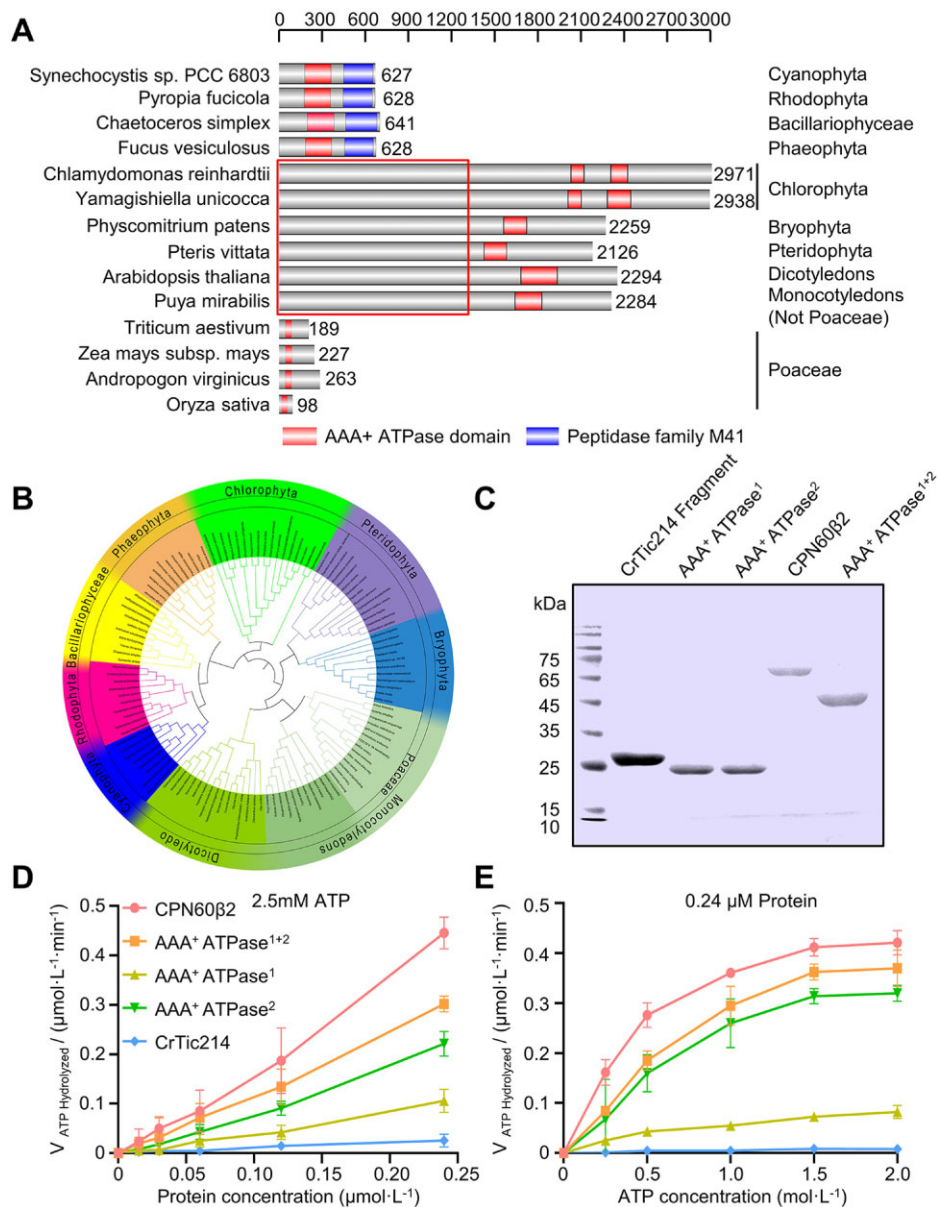 A
0 300 600 900 1200 1500 1800 2100 2400 2700 3000
Synechocystis sp. PCC 6803 627 Cyanophyta
Pyropia fucicola 628 Rhodophyta
Chaetoceros simplex 641 Bacillariophyceae
Fucus vesiculosus 628 Phaeophyta
Chlamydomonas reinhardtii 2971
Chlorophyta
Yamagishiella unicocca 2938
Physcomitrium patens 2259 Bryophyta
Pteris vittata 2126 Pteridophyta
Arabidopsis thaliana 2294 Dicotyledons
Puya mirabilis 2284 Monocotyledons
(Not Poaceae)
Triticum aestivum 189
Zea mays subsp. mays 227
Poaceae
Andropogon virginicus 263
Oryza sativa 98
AAA+ ATPase domain Peptidase family M41
B
Chlorophyta
Pteridophyta
Bryophyta
Poaceae
Monocotyledons
Dicotyledo
Cyanophyta
Rhodophyta
Bacillariophyceae
Phaeophyta
C
CrTic214 Fragment
AAA⁺ ATPase¹
AAA⁺ ATPase²
CPN60β2
AAA⁺ ATPase¹⁺²
kDa
75
65
45
35
25
15
10
D
2.5mM ATP
V ATP Hydrolyzed / (μmol·L⁻¹·min⁻¹)
0.5
0.4
0.3
0.2
0.1
0
CPN60β2
AAA⁺ ATPase¹⁺²
AAA⁺ ATPase¹
AAA⁺ ATPase²
CrTic214
0 0.05 0.10 0.15 0.20 0.25
Protein concentration (μmol·L⁻¹)
E
0.24 μM Protein
V ATP Hydrolyzed / (μmol·L⁻¹·min⁻¹)
0.5
0.4
0.3
0.2
0.1
0
0 0.5 1.0 1.5 2.0
ATP concentration (mol·L⁻¹)